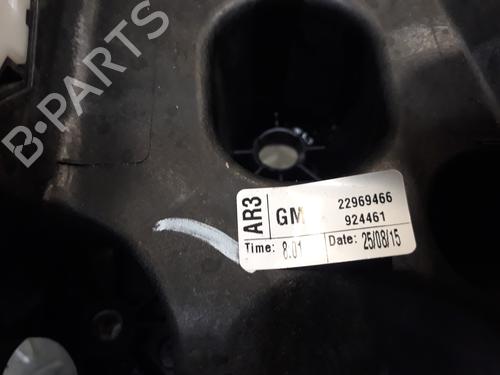 B-PARTS
AR3
GM 22969466
924461
Time: 8.01 Date: 25/08/15